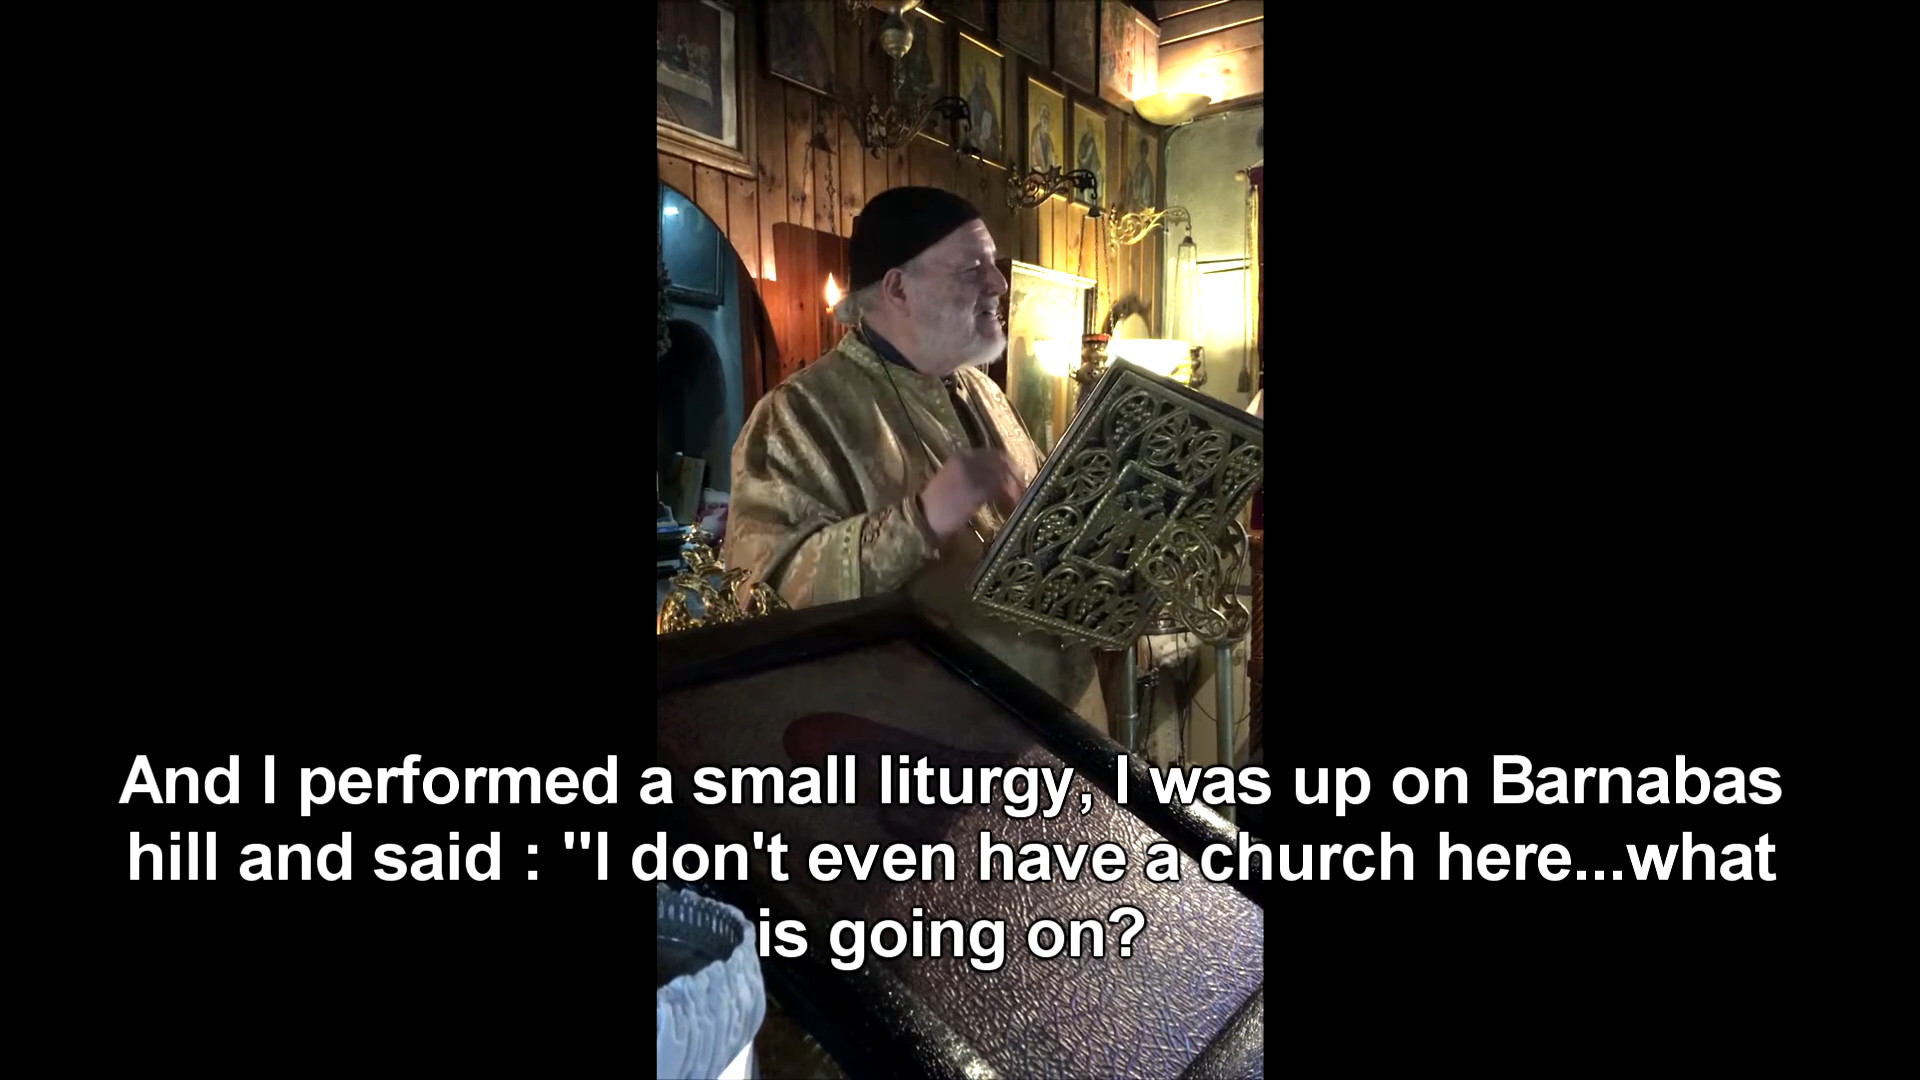 And I performed a small liturgy, I was up on Barnabas
hill and said : "I don't even have a church here...what
is going on?